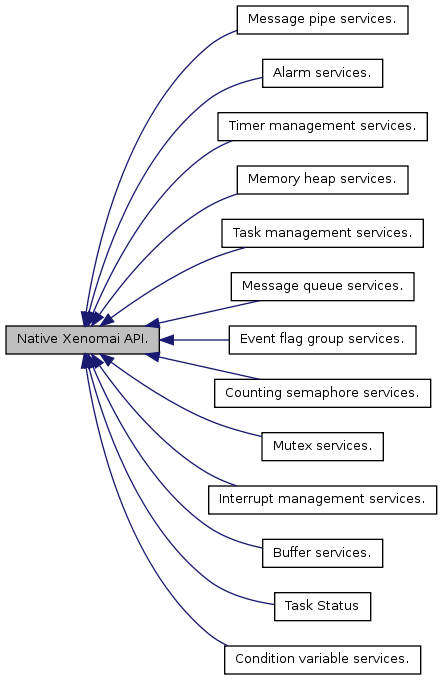 Message pipe services.
Alarm services.
Timer management services.
Memory heap services.
Task management services.
Message queue services.
Native Xenomai API.
Event flag group services.
Counting semaphore services.
Mutex services.
Interrupt management services.
Buffer services.
Task Status
Condition variable services.